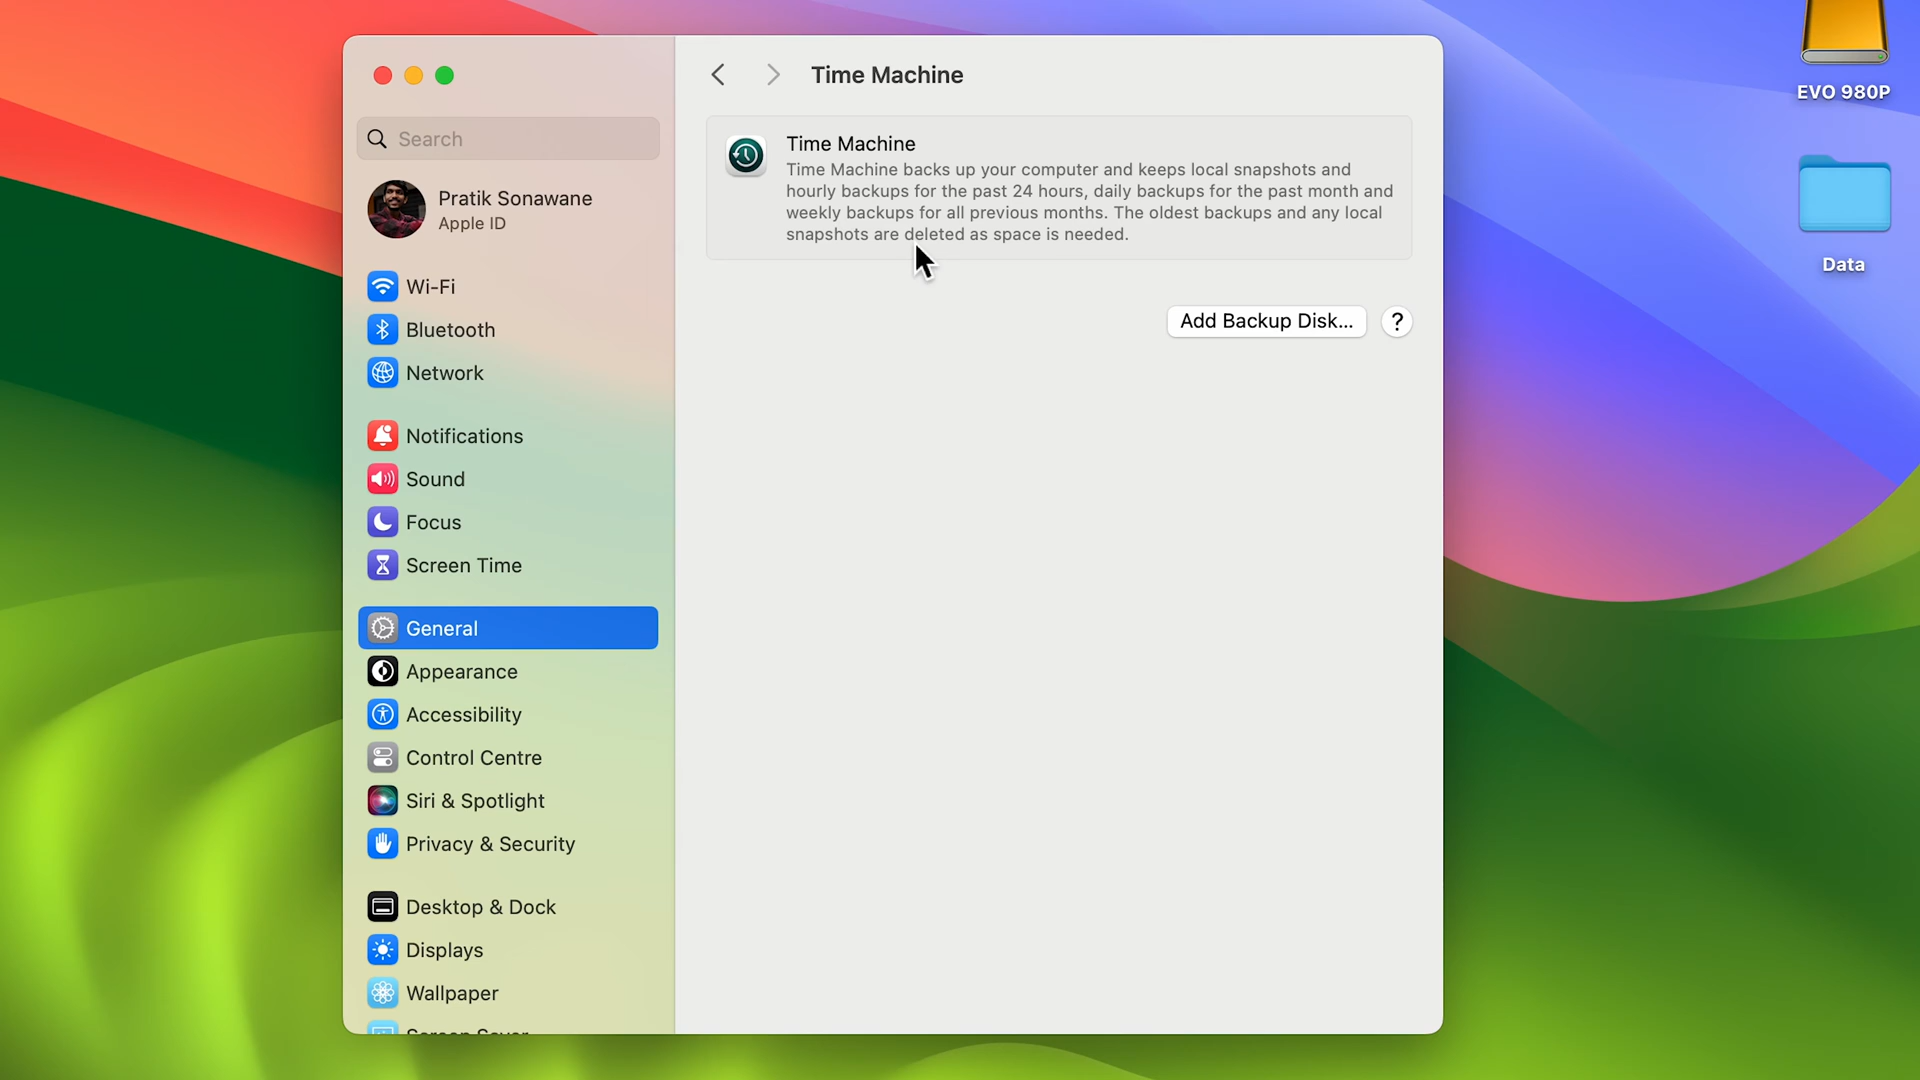 Time Machine
EVO 980P
Search
Pratik Sonawane
Apple ID
Wi-Fi
Bluetooth
Network
Notifications
Sound
Focus
Screen Time
General
Appearance
Accessibility
Control Centre
Siri & Spotlight
Privacy & Security
Desktop & Dock
Displays
Wallpaper
Screen Saver
Time Machine
Time Machine backs up your computer and keeps local snapshots and
hourly backups for the past 24 hours, daily backups for the past month and
weekly backups for all previous months. The oldest backups and any local
snapshots are deleted as space is needed.
Add Backup Disk...
?
Data